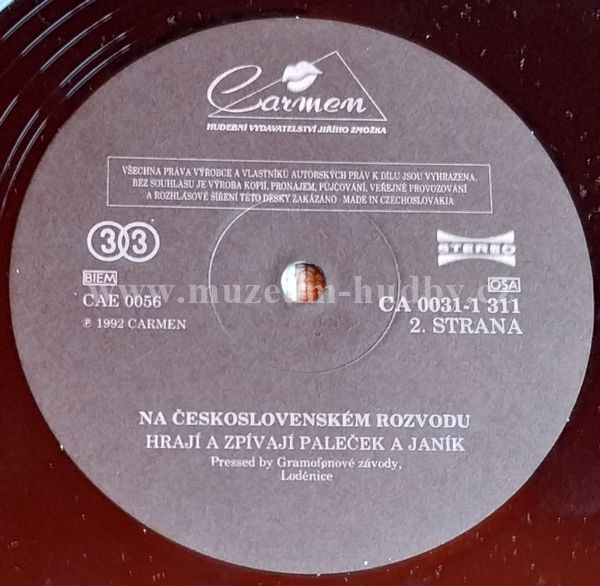 Carmen
HUDEBNÍ VYDAVATELSTVÍ JIŘÍHO ZMOŽKA
VŠECHNA PRÁVA VÝROBCE A VLASTNÍKŮ AUTORSKÝCH PRÁV K DÍLU JSOU VYHRAZENA.
BEZ SOUHLASU JE VÝROBA KOPIÍ, PRONÁJEM, PŮJČOVÁNÍ, VEŘEJNÉ PROVOZOVÁNÍ
A ROZHLASOVÉ ŠÍŘENÍ TÉTO DESKY ZAKÁZÁNO - MADE IN CZECHOSLOVAKIA
33
STEREO
BIEM
OSA
www.muzeum-hudby.c
CAE 0056
CA 0031-1 311
℗ 1992 CARMEN
2. STRANA
NA ČESKOSLOVENSKÉM ROZVODU
HRAJÍ A ZPÍVAJÍ PALEČEK A JANÍK
Pressed by Gramofonové závody,
Loděnice